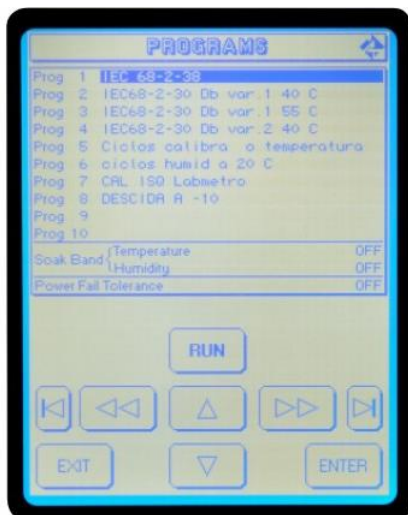 PROGRAMS
Prog 1 IEC 68-2-38
Prog 2 IEC68-2-30 Db var.1 40 C
Prog 3 IEC68-2-30 Db var.1 55 C
Prog 4 IEC68-2-30 Db var.2 40 C
Prog 5 Ciclos calibra o temperatura
Prog 6 ciclos humid a 20 C
Prog 7 CAL ISQ Labmetro
Prog 8 DESCIDA A -10
Prog 9
Prog 10
Soak Band { Temperature OFF
Humidity OFF
Power Fail Tolerance OFF
RUN
EXIT
ENTER